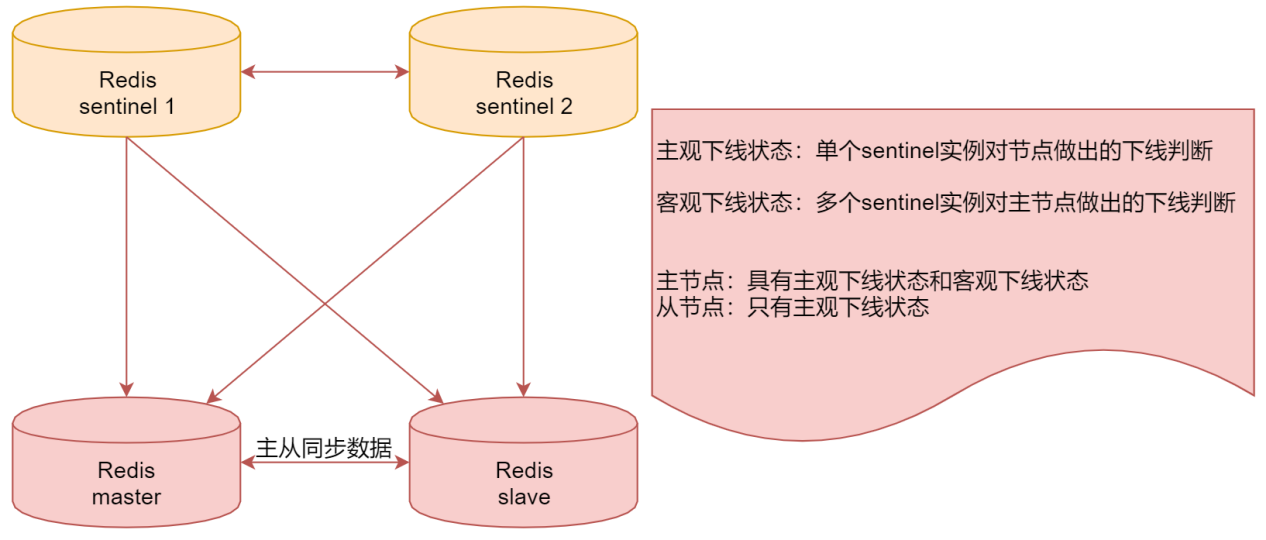 Redis
sentinel 1
Redis
sentinel 2
主观下线状态：单个sentinel实例对节点做出的下线判断
客观下线状态：多个sentinel实例对主节点做出的下线判断
主节点：具有主观下线状态和客观下线状态
从节点：只有主观下线状态
主从同步数据
Redis
master
Redis
slave